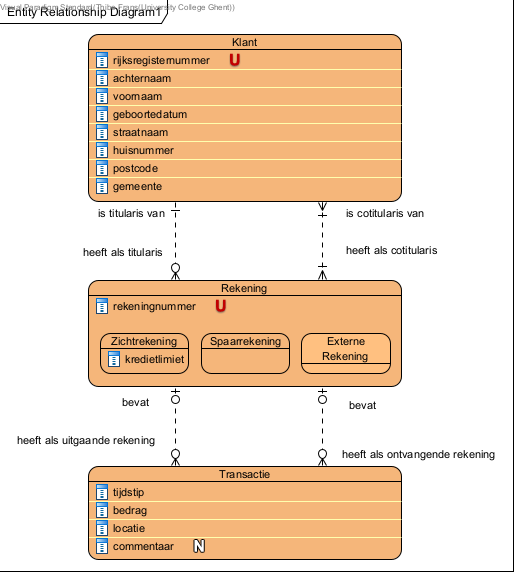 Visual Paradigm Standard(Thibo Frans(University College Ghent))
Entity Relationship Diagram1
Klant
rijksregisternummer U
achternaam
voornaam
geboortedatum
straatnaam
huisnummer
postcode
gemeente
is titularis van
is cotitularis van
heeft als titularis
heeft als cotitularis
Rekening
rekeningnummer U
Zichtrekening
Spaarrekening
Externe
Rekening
kredietlimiet
bevat
bevat
heeft als uitgaande rekening
heeft als ontvangende rekening
Transactie
tijdstip
bedrag
locatie
commentaar N